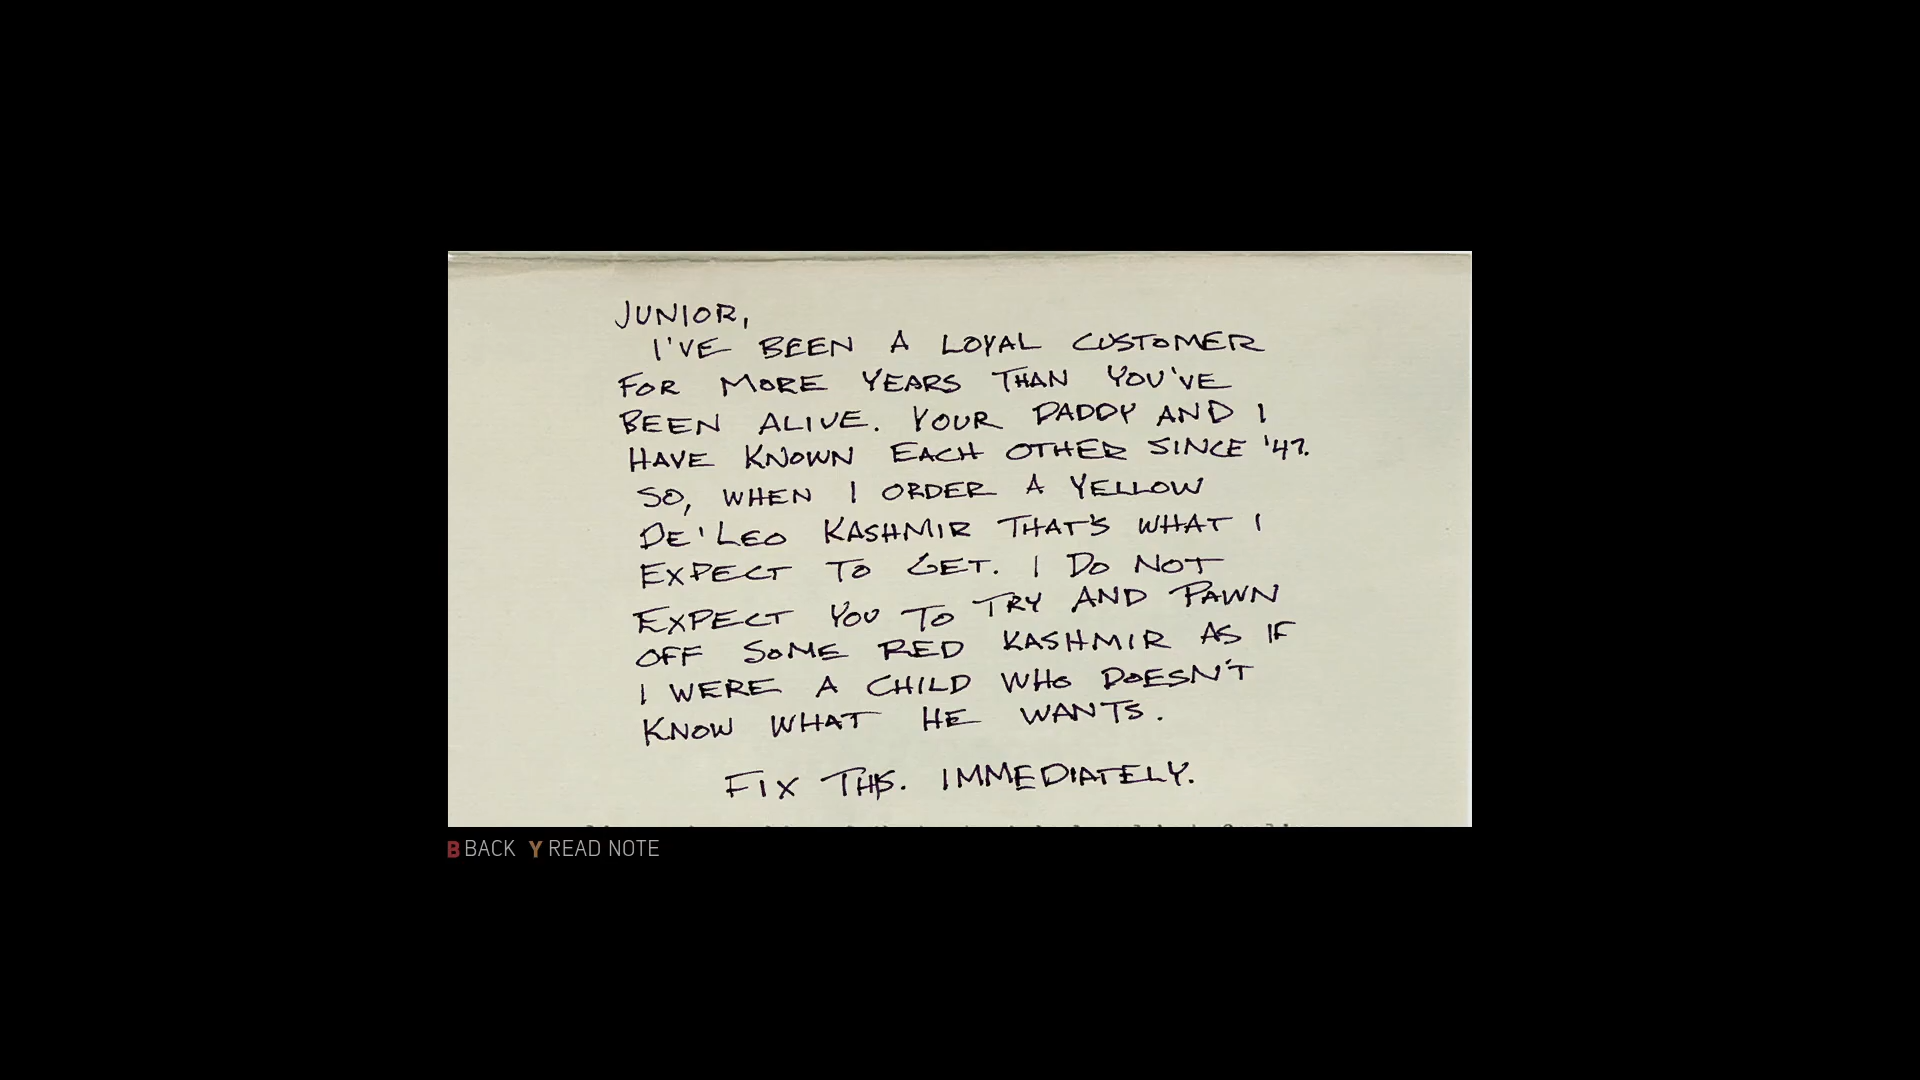 JUNIOR,
I'VE BEEN A LOYAL CUSTOMER
FOR MORE YEARS THAN YOU'VE
BEEN ALIVE. YOUR DADDY AND I
HAVE KNOWN EACH OTHER SINCE '47.
SO, WHEN I ORDER A YELLOW
DE'LEO KASHMIR THAT'S WHAT I
EXPECT TO GET. I DO NOT
EXPECT YOU TO TRY AND PAWN
OFF SOME RED KASHMIR AS IF
I WERE A CHILD WHO DOESN'T
KNOW WHAT HE WANTS.
FIX THIS. IMMEDIATELY.
B BACK Y READ NOTE